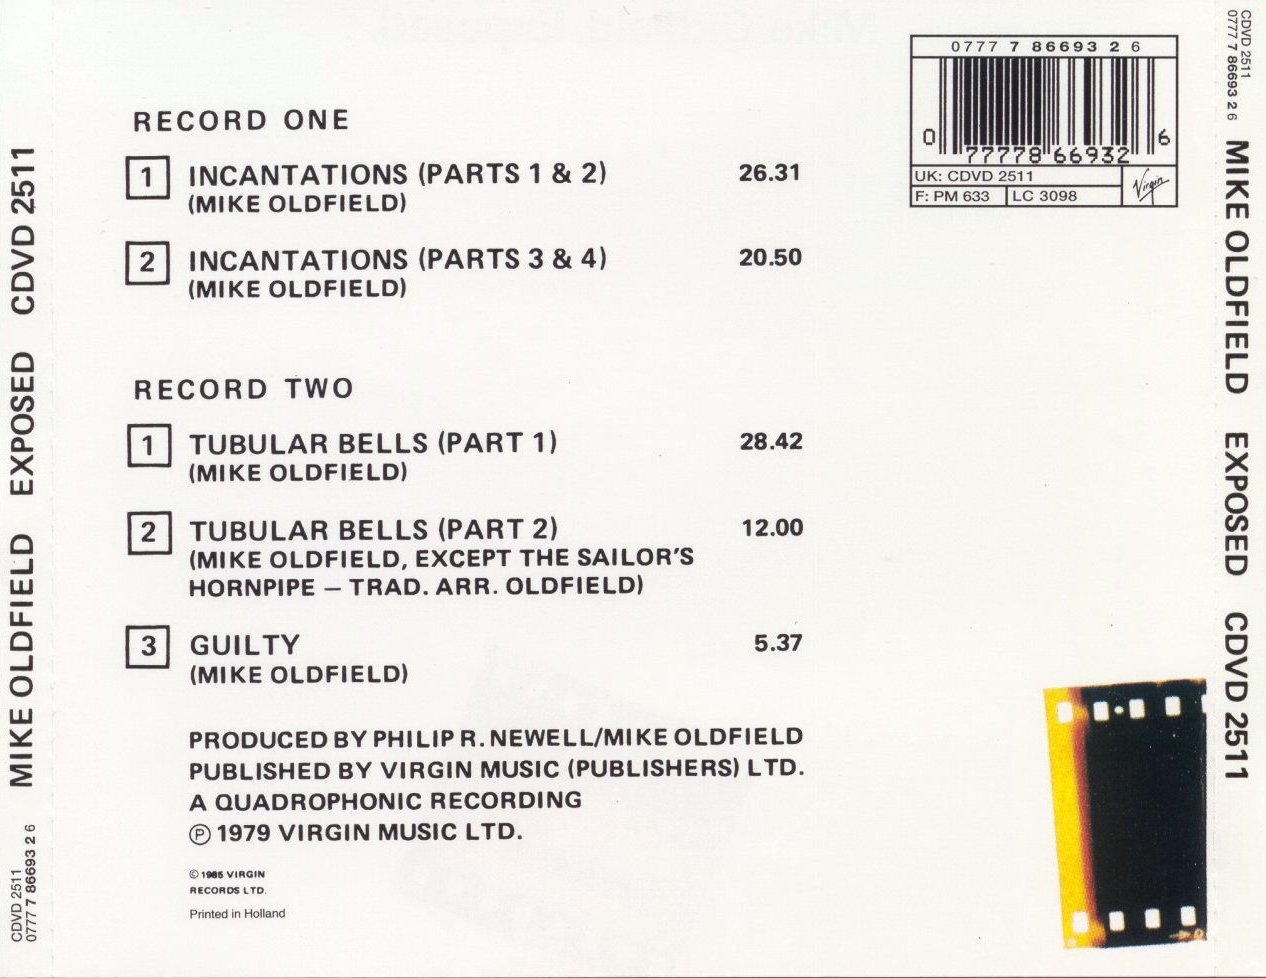 MIKE OLDFIELD EXPOSED CDVD 2511
CDVD 2511
0777 7 86693 2 6
RECORD ONE
1 INCANTATIONS (PARTS 1 & 2) 26.31
(MIKE OLDFIELD)
2 INCANTATIONS (PARTS 3 & 4) 20.50
(MIKE OLDFIELD)
RECORD TWO
1 TUBULAR BELLS (PART 1) 28.42
(MIKE OLDFIELD)
2 TUBULAR BELLS (PART 2) 12.00
(MIKE OLDFIELD, EXCEPT THE SAILOR'S
HORNPIPE – TRAD. ARR. OLDFIELD)
3 GUILTY 5.37
(MIKE OLDFIELD)
PRODUCED BY PHILIP R. NEWELL/MIKE OLDFIELD
PUBLISHED BY VIRGIN MUSIC (PUBLISHERS) LTD.
A QUADROPHONIC RECORDING
℗ 1979 VIRGIN MUSIC LTD.
© 1985 VIRGIN
RECORDS LTD.
Printed in Holland
0777 7 86693 2 6
0 77778 66932 6
UK: CDVD 2511
F: PM 633 LC 3098
Virgin
CDVD 2511
0777 7 86693 2 6
MIKE OLDFIELD EXPOSED CDVD 2511